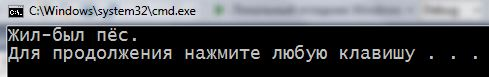 C:\Windows\system32\cmd.exe
Жил-был пёс.
Для продолжения нажмите любую клавишу . . .